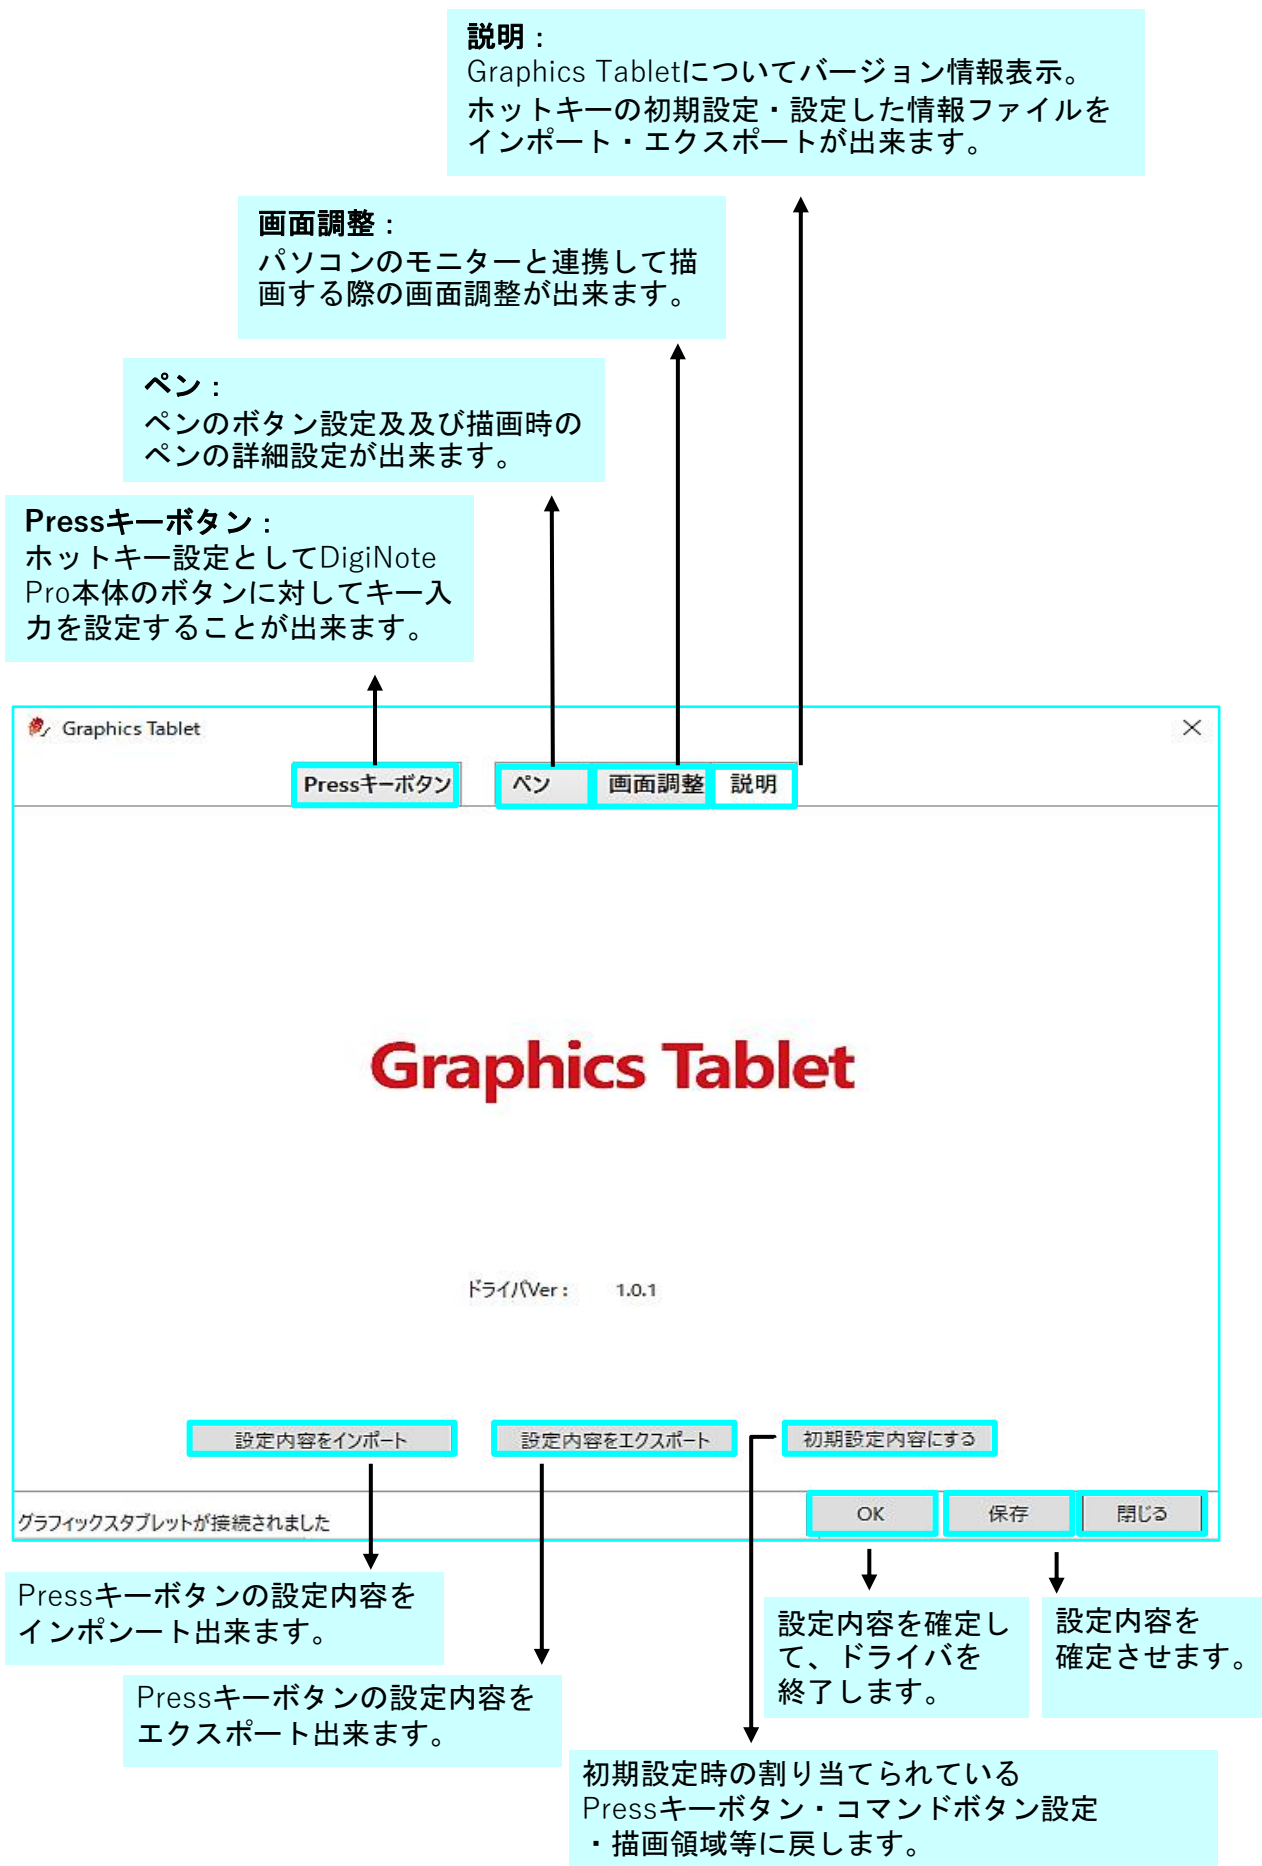 説明：
Graphics Tabletについてバージョン情報表示。
ホットキーの初期設定・設定した情報ファイルを
インポート・エクスポートが出来ます。
画面調整：
パソコンのモニターと連携して描
画する際の画面調整が出来ます。
ペン：
ペンのボタン設定及及び描画時の
ペンの詳細設定が出来ます。
Pressキーボタン：
ホットキー設定としてDigiNote
Pro本体のボタンに対してキー入
力を設定することが出来ます。
Graphics Tablet
Pressキーボタン ペン 画面調整 説明
Graphics Tablet
ドライバVer： 1.0.1
設定内容をインポート 設定内容をエクスポート 初期設定内容にする
グラフィックスタブレットが接続されました
OK 保存 閉じる
Pressキーボタンの設定内容を
インポンート出来ます。
設定内容を確定し
て、ドライバを
終了します。
設定内容を
確定させます。
Pressキーボタンの設定内容を
エクスポート出来ます。
初期設定時の割り当てられている
Pressキーボタン・コマンドボタン設定
・描画領域等に戻します。